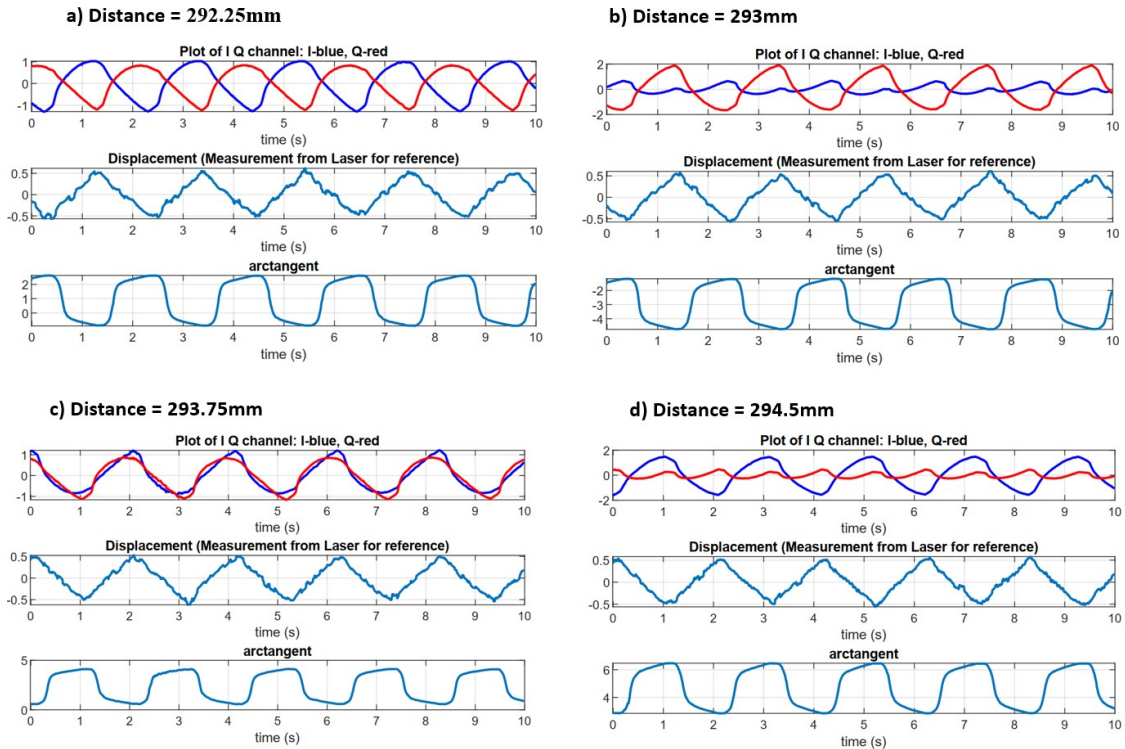 a) Distance = 292.25mm
Plot of I Q channel: I-blue, Q-red
1
0
-1
0 1 2 3 4 5 6 7 8 9 10
time (s)
Displacement (Measurement from Laser for reference)
0.5
0
-0.5
0 1 2 3 4 5 6 7 8 9 10
time (s)
arctangent
2
1
0
0 1 2 3 4 5 6 7 8 9 10
time (s)
b) Distance = 293mm
Plot of I Q channel: I-blue, Q-red
2
0
-2
0 1 2 3 4 5 6 7 8 9 10
time (s)
Displacement (Measurement from Laser for reference)
0.5
0
-0.5
0 1 2 3 4 5 6 7 8 9 10
time (s)
arctangent
-2
-3
-4
0 1 2 3 4 5 6 7 8 9 10
time (s)
c) Distance = 293.75mm
Plot of I Q channel: I-blue, Q-red
1
0
-1
0 1 2 3 4 5 6 7 8 9 10
time (s)
Displacement (Measurement from Laser for reference)
0.5
0
-0.5
0 1 2 3 4 5 6 7 8 9 10
time (s)
arctangent
5
0
0 1 2 3 4 5 6 7 8 9 10
time (s)
d) Distance = 294.5mm
Plot of I Q channel: I-blue, Q-red
2
0
-2
0 1 2 3 4 5 6 7 8 9 10
time (s)
Displacement (Measurement from Laser for reference)
0.5
0
-0.5
0 1 2 3 4 5 6 7 8 9 10
time (s)
arctangent
6
4
0 1 2 3 4 5 6 7 8 9 10
time (s)